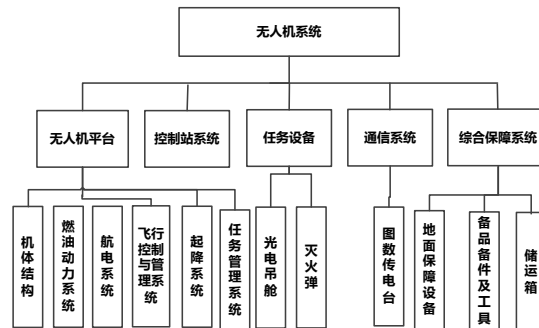 无人机系统
无人机平台
控制站系统
任务设备
通信系统
综合保障系统
机体结构
燃油动力系统
航电系统
飞行控制与管理系统
起降系统
任务管理系统
光电吊舱
灭火弹
图数传电台
地面保障设备
备品备件及工具
储运箱